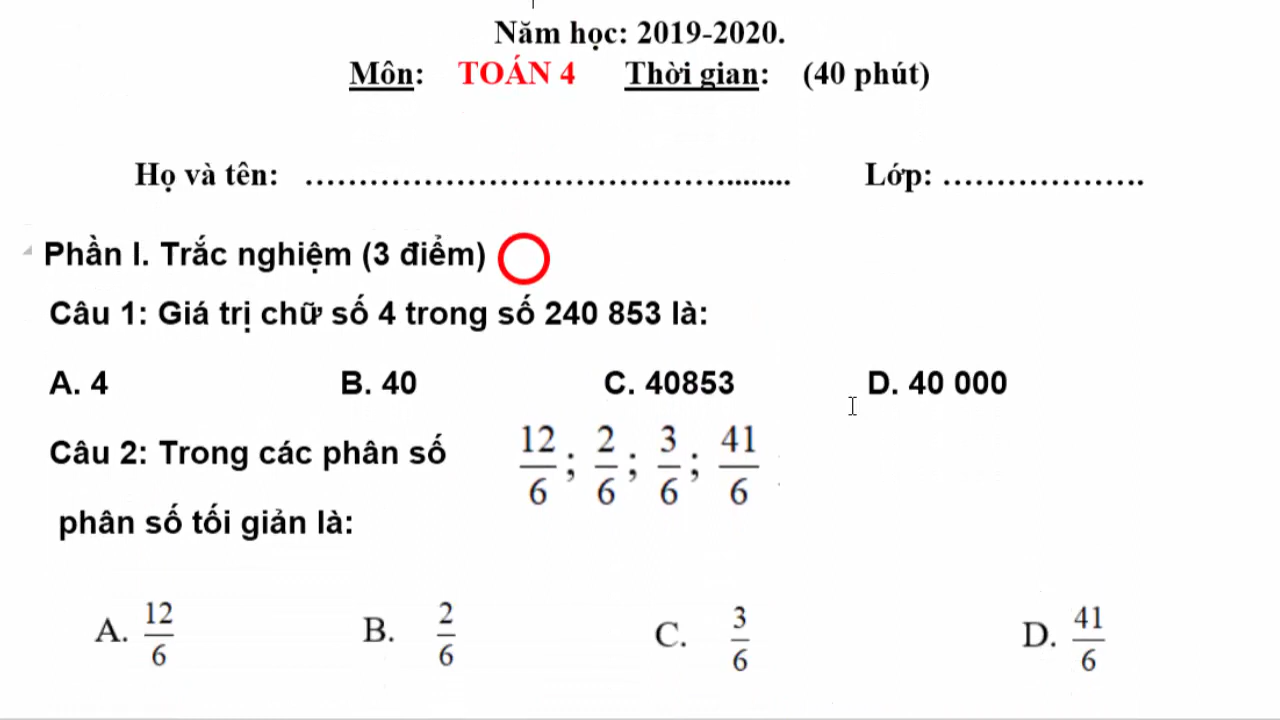 Năm học: 2019-2020.
Môn: TOÁN 4 Thời gian: (40 phút)
Họ và tên: ………………………………………........ Lớp: ……………….
Phần I. Trắc nghiệm (3 điểm)
Câu 1: Giá trị chữ số 4 trong số 240 853 là:
A. 4 B. 40 C. 40853 D. 40 000
Câu 2: Trong các phân số 12/6 ; 2/6 ; 3/6 ; 41/6
phân số tối giản là:
A. 12/6 B. 2/6 C. 3/6 D. 41/6